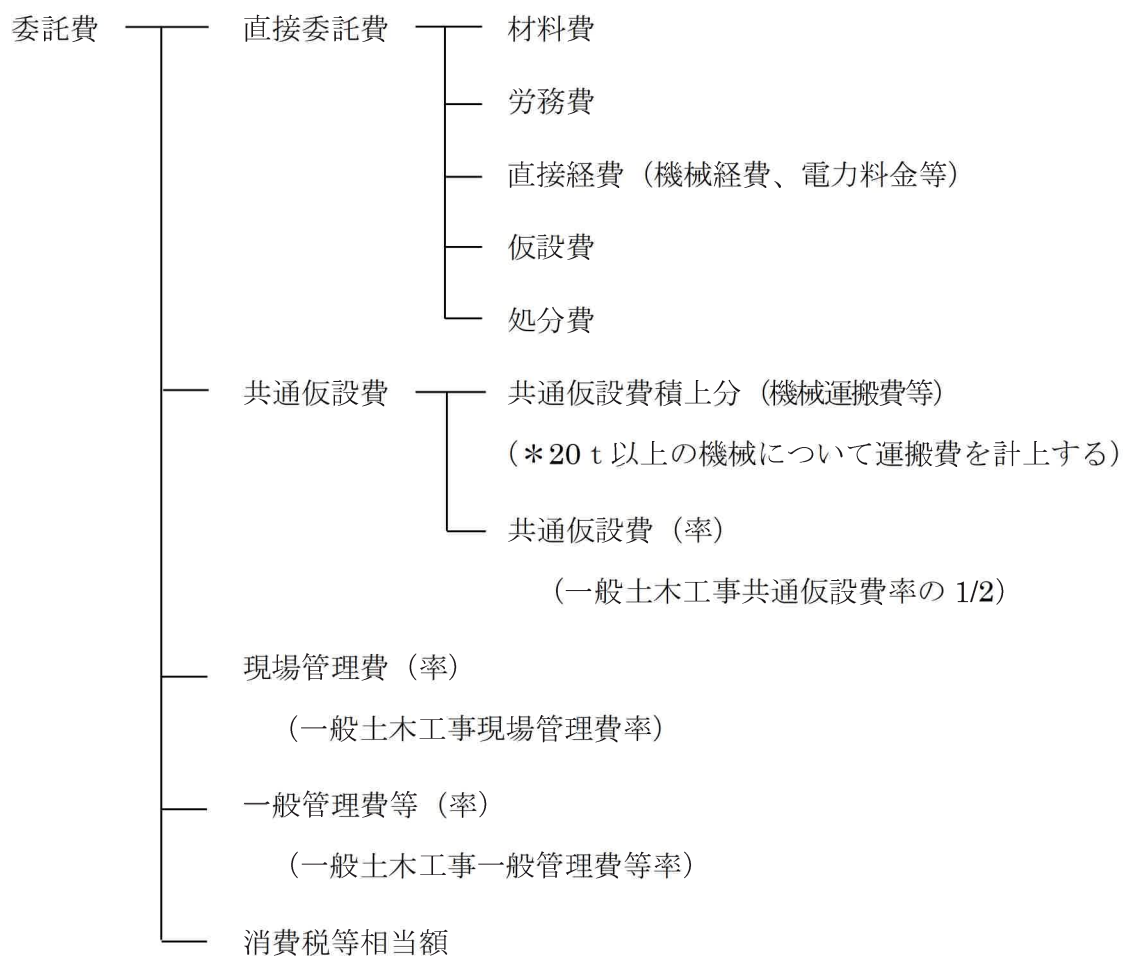 委託費 直接委託費 材料費
労務費
直接経費（機械経費、電力料金等）
仮設費
処分費
共通仮設費 共通仮設費積上分（機械運搬費等）
（＊20ｔ以上の機械について運搬費を計上する）
共通仮設費（率）
（一般土木工事共通仮設費率の 1/2）
現場管理費（率）
（一般土木工事現場管理費率）
一般管理費等（率）
（一般土木工事一般管理費等率）
消費税等相当額